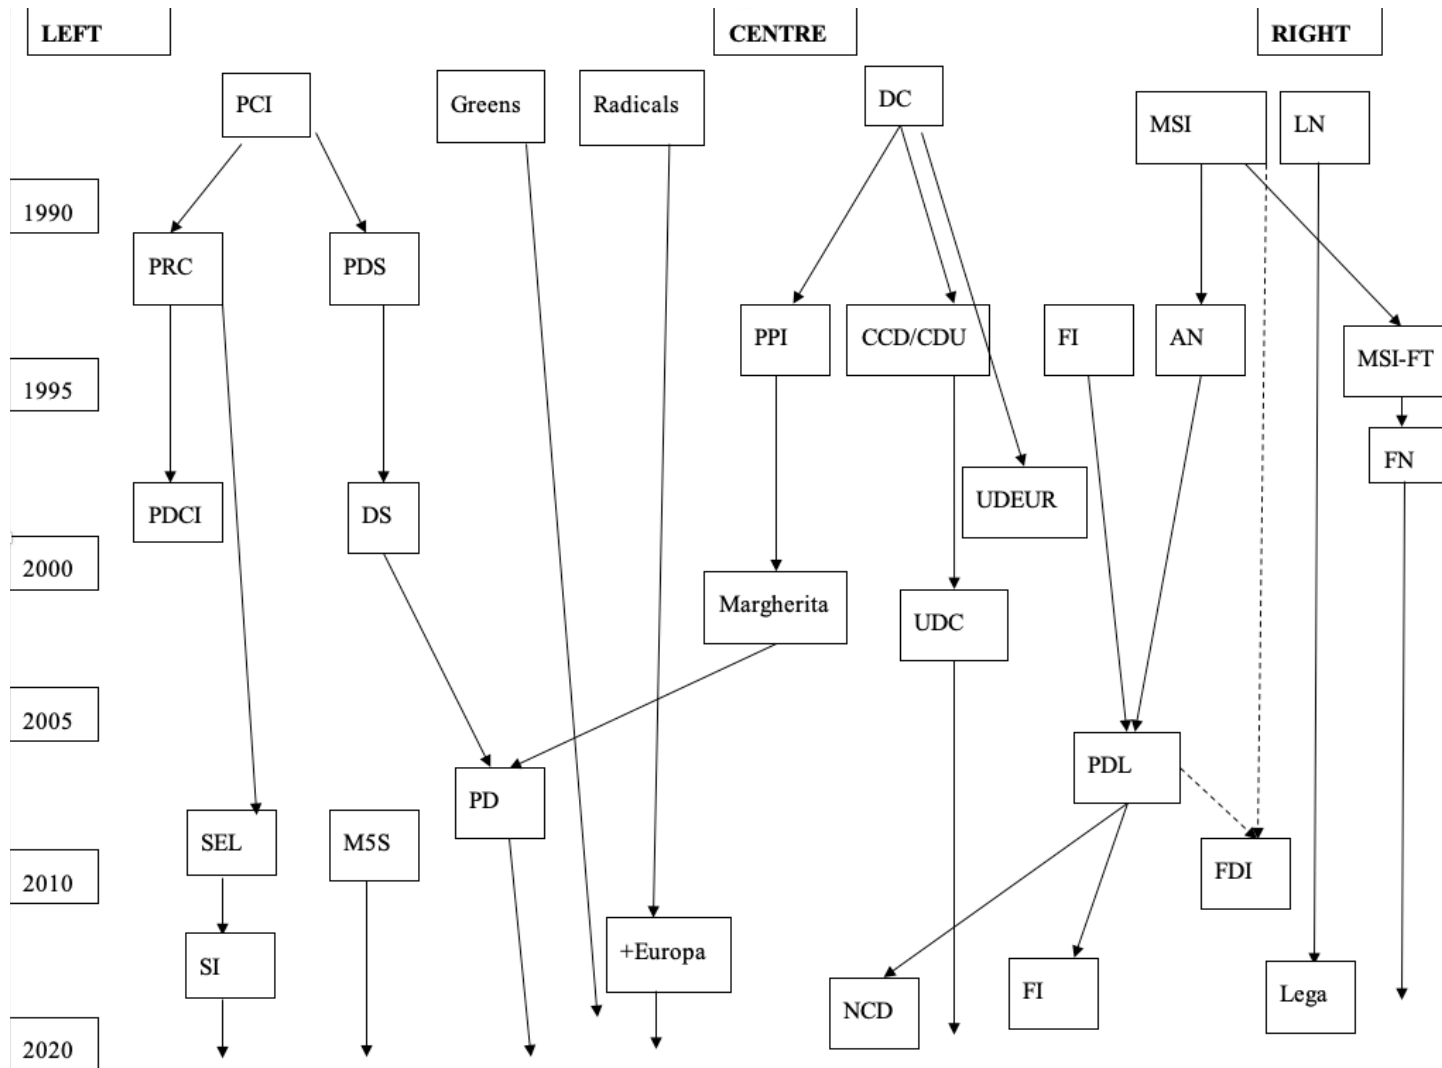 LEFT
CENTRE
RIGHT
PCI
Greens
Radicals
DC
MSI
LN
1990
PRC
PDS
PPI
CCD/CDU
FI
AN
MSI-FT
1995
FN
PDCI
DS
UDEUR
2000
Margherita
UDC
2005
PDL
PD
SEL
M5S
FDI
2010
+Europa
SI
NCD
FI
Lega
2020